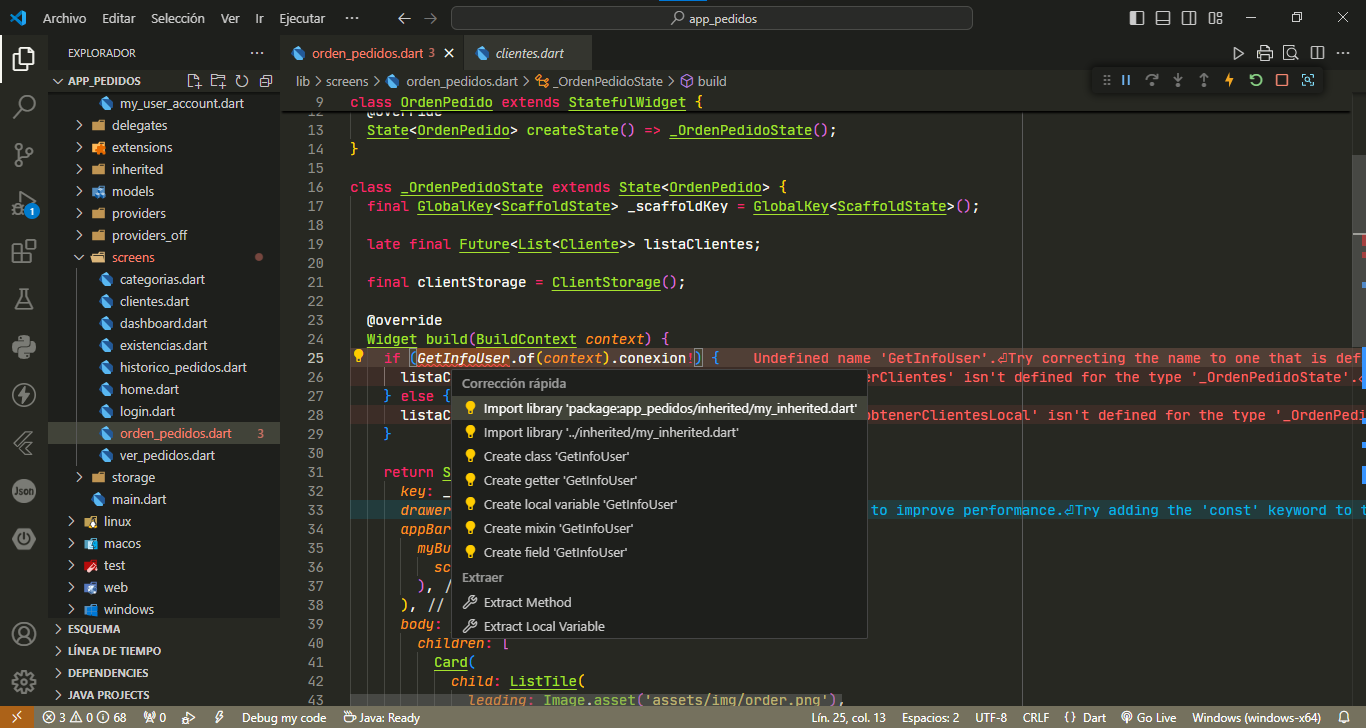 Archivo Editar Selección Ver Ir Ejecutar ··· app_pedidos
EXPLORADOR ···
APP_PEDIDOS
my_user_account.dart
delegates
extensions
inherited
models
providers
providers_off
screens
categorias.dart
clientes.dart
dashboard.dart
existencias.dart
historico_pedidos.dart
home.dart
login.dart
orden_pedidos.dart 3
ver_pedidos.dart
storage
main.dart
linux
macos
test
web
windows
ESQUEMA
LÍNEA DE TIEMPO
DEPENDENCIES
JAVA PROJECTS
1
Json
orden_pedidos.dart 3 clientes.dart
lib > screens > orden_pedidos.dart > _OrdenPedidoState > build
9 class OrdenPedido extends StatefulWidget {
12 @override
13 State<OrdenPedido> createState() => _OrdenPedidoState();
14 }
15
16 class _OrdenPedidoState extends State<OrdenPedido> {
17 final GlobalKey<ScaffoldState> _scaffoldKey = GlobalKey<ScaffoldState>();
18
19 late final Future<List<Cliente>> listaClientes;
20
21 final clientStorage = ClientStorage();
22
23 @override
24 Widget build(BuildContext context) {
25 if (GetInfoUser.of(context).conexion!) { Undefined name 'GetInfoUser'.⏎Try correcting the name to one that is def
26 listaC erClientes' isn't defined for the type '_OrdenPedidoState'.
27 } else {
28 listaC obtenerClientesLocal' isn't defined for the type '_OrdenPedi
29 }
30
31 return S
32 key: _
33 drawer to improve performance.⏎Try adding the 'const' keyword to t
34 appBar
35 myBu
36 sc
37 ), /
38 ), //
39 body:
40 children: [
41 Card(
42 child: ListTile(
43 leading: Image.asset('assets/img/order.png'),
Corrección rápida
Import library 'package:app_pedidos/inherited/my_inherited.dart'
Import library '../inherited/my_inherited.dart'
Create class 'GetInfoUser'
Create getter 'GetInfoUser'
Create local variable 'GetInfoUser'
Create mixin 'GetInfoUser'
Create field 'GetInfoUser'
Extraer
Extract Method
Extract Local Variable
3 0 68 0 Debug my code Java: Ready Lín. 25, col. 13 Espacios: 2 UTF-8 CRLF {} Dart Go Live Windows (windows-x64)